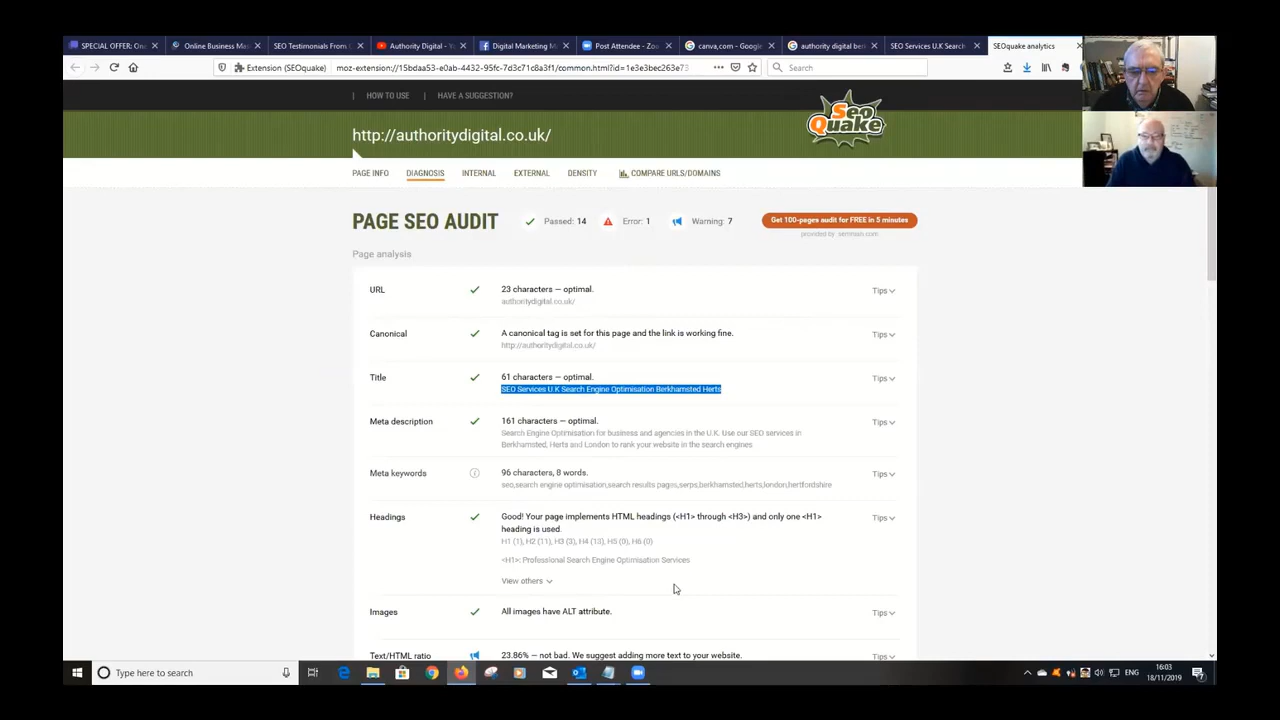 SPECIAL OFFER: On
Online Business Ma
SEO Testimonials From
Authority Digital - Yo
Digital Marketing M
Post Attendee - Zoo
canva,com - Google
authority digital ber
SEO Services U.K Search
SEOquake analytics
Extension (SEOquake)
moz-extension://15bdaa53-e0ab-4432-95fc-7d3c71c8a3f1/common.html?id=1e3e3bec263e73
Search
HOW TO USE
HAVE A SUGGESTION?
http://authoritydigital.co.uk/
Seo
Quake
PAGE INFO
DIAGNOSIS
INTERNAL
EXTERNAL
DENSITY
COMPARE URLS/DOMAINS
PAGE SEO AUDIT
Passed: 14
Error: 1
Warning: 7
Get 100-pages audit for FREE in 5 minutes
provided by semrush.com
Page analysis
URL
23 characters — optimal.
Tips
authoritydigital.co.uk/
Canonical
A canonical tag is set for this page and the link is working fine.
Tips
http://authoritydigital.co.uk/
Title
61 characters — optimal.
Tips
SEO Services U.K Search Engine Optimisation Berkhamsted Herts
Meta description
161 characters — optimal.
Tips
Search Engine Optimisation for business and agencies in the U.K. Use our SEO services in
Berkhamsted, Herts and London to rank your website in the search engines
Meta keywords
96 characters, 8 words.
Tips
seo,search engine optimisation,search results pages,serps,berkhamsted,herts,london,hertfordshire
Headings
Good! Your page implements HTML headings (<H1> through <H3>) and only one <H1>
Tips
heading is used.
H1 (1), H2 (11), H3 (3), H4 (13), H5 (0), H6 (0)
<H1>: Professional Search Engine Optimisation Services
View others
Images
All images have ALT attribute.
Tips
Text/HTML ratio
23.86% — not bad. We suggest adding more text to your website.
Tips
Type here to search
ENG
16:03
18/11/2019